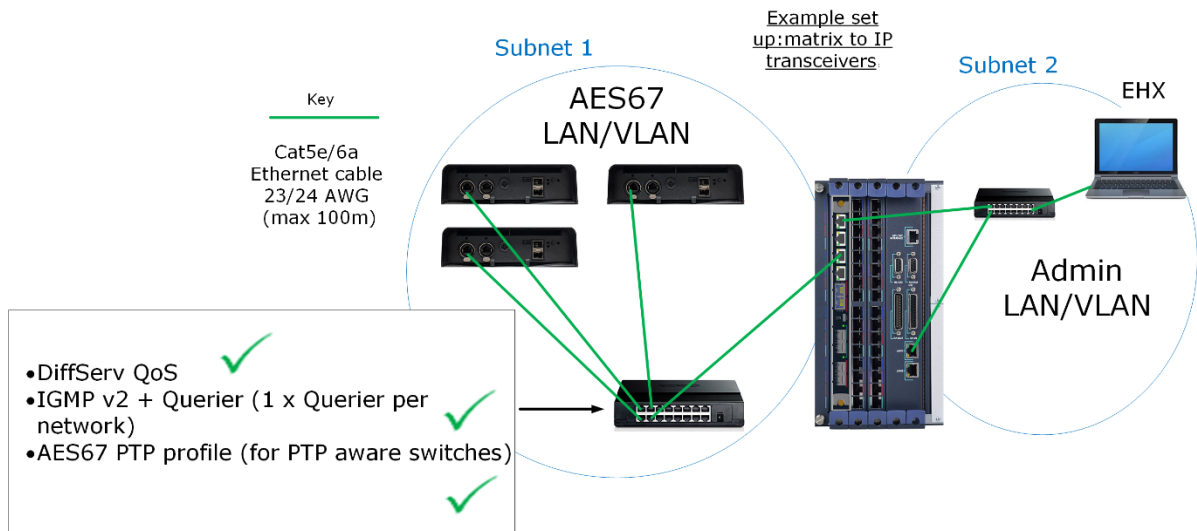 Example set
up:matrix to IP
transceivers
Subnet 1
Subnet 2
Key
AES67
LAN/VLAN
EHX
Cat5e/6a
Ethernet cable
23/24 AWG
(max 100m)
Admin
LAN/VLAN
•DiffServ QoS
•IGMP v2 + Querier (1 x Querier per
network)
•AES67 PTP profile (for PTP aware switches)